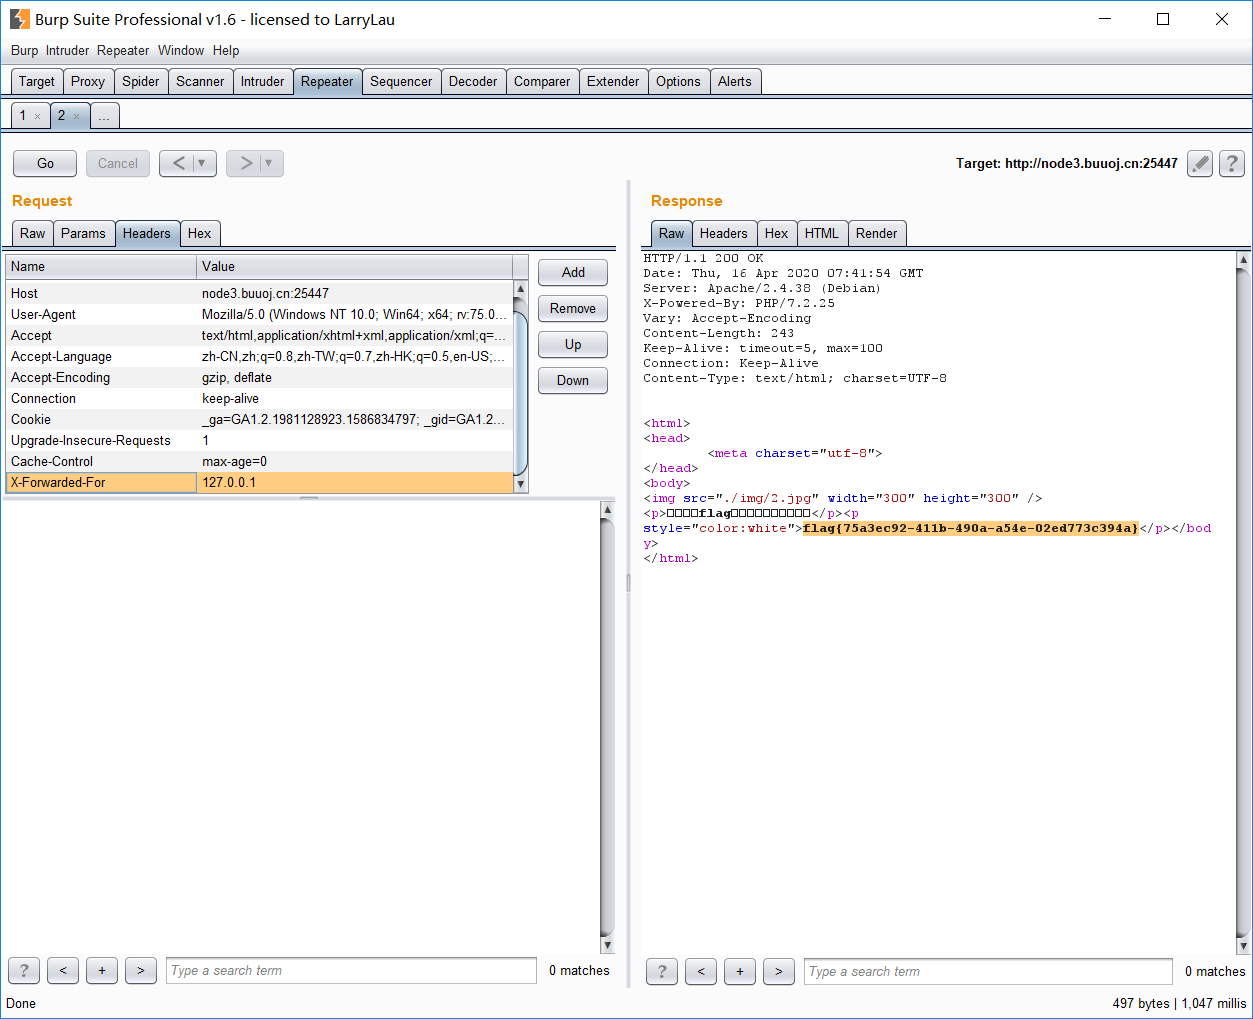 Burp Suite Professional v1.6 - licensed to LarryLau
Burp Intruder Repeater Window Help
Target Proxy Spider Scanner Intruder Repeater Sequencer Decoder Comparer Extender Options Alerts
1 × 2 × ...
Go Cancel < > Target: http://node3.buuoj.cn:25447 ?
Request
Raw Params Headers Hex
Name Value
Host node3.buuoj.cn:25447
User-Agent Mozilla/5.0 (Windows NT 10.0; Win64; x64; rv:75.0...
Accept text/html,application/xhtml+xml,application/xml;q=...
Accept-Language zh-CN,zh;q=0.8,zh-TW;q=0.7,zh-HK;q=0.5,en-US;...
Accept-Encoding gzip, deflate
Connection keep-alive
Cookie _ga=GA1.2.1981128923.1586834797; _gid=GA1.2...
Upgrade-Insecure-Requests 1
Cache-Control max-age=0
X-Forwarded-For 127.0.0.1
Add
Remove
Up
Down
? < + > Type a search term 0 matches
Response
Raw Headers Hex HTML Render
HTTP/1.1 200 OK
Date: Thu, 16 Apr 2020 07:41:54 GMT
Server: Apache/2.4.38 (Debian)
X-Powered-By: PHP/7.2.25
Vary: Accept-Encoding
Content-Length: 243
Keep-Alive: timeout=5, max=100
Connection: Keep-Alive
Content-Type: text/html; charset=UTF-8
<html>
<head>
<meta charset="utf-8">
</head>
<body>
<img src="./img/2.jpg" width="300" height="300" />
<p>□□□□flag□□□□□□□□□□</p><p
style="color:white">flag{75a3ec92-411b-490a-a54e-02ed773c394a}</p></bod
y>
</html>
? < + > Type a search term 0 matches
Done
497 bytes | 1,047 millis